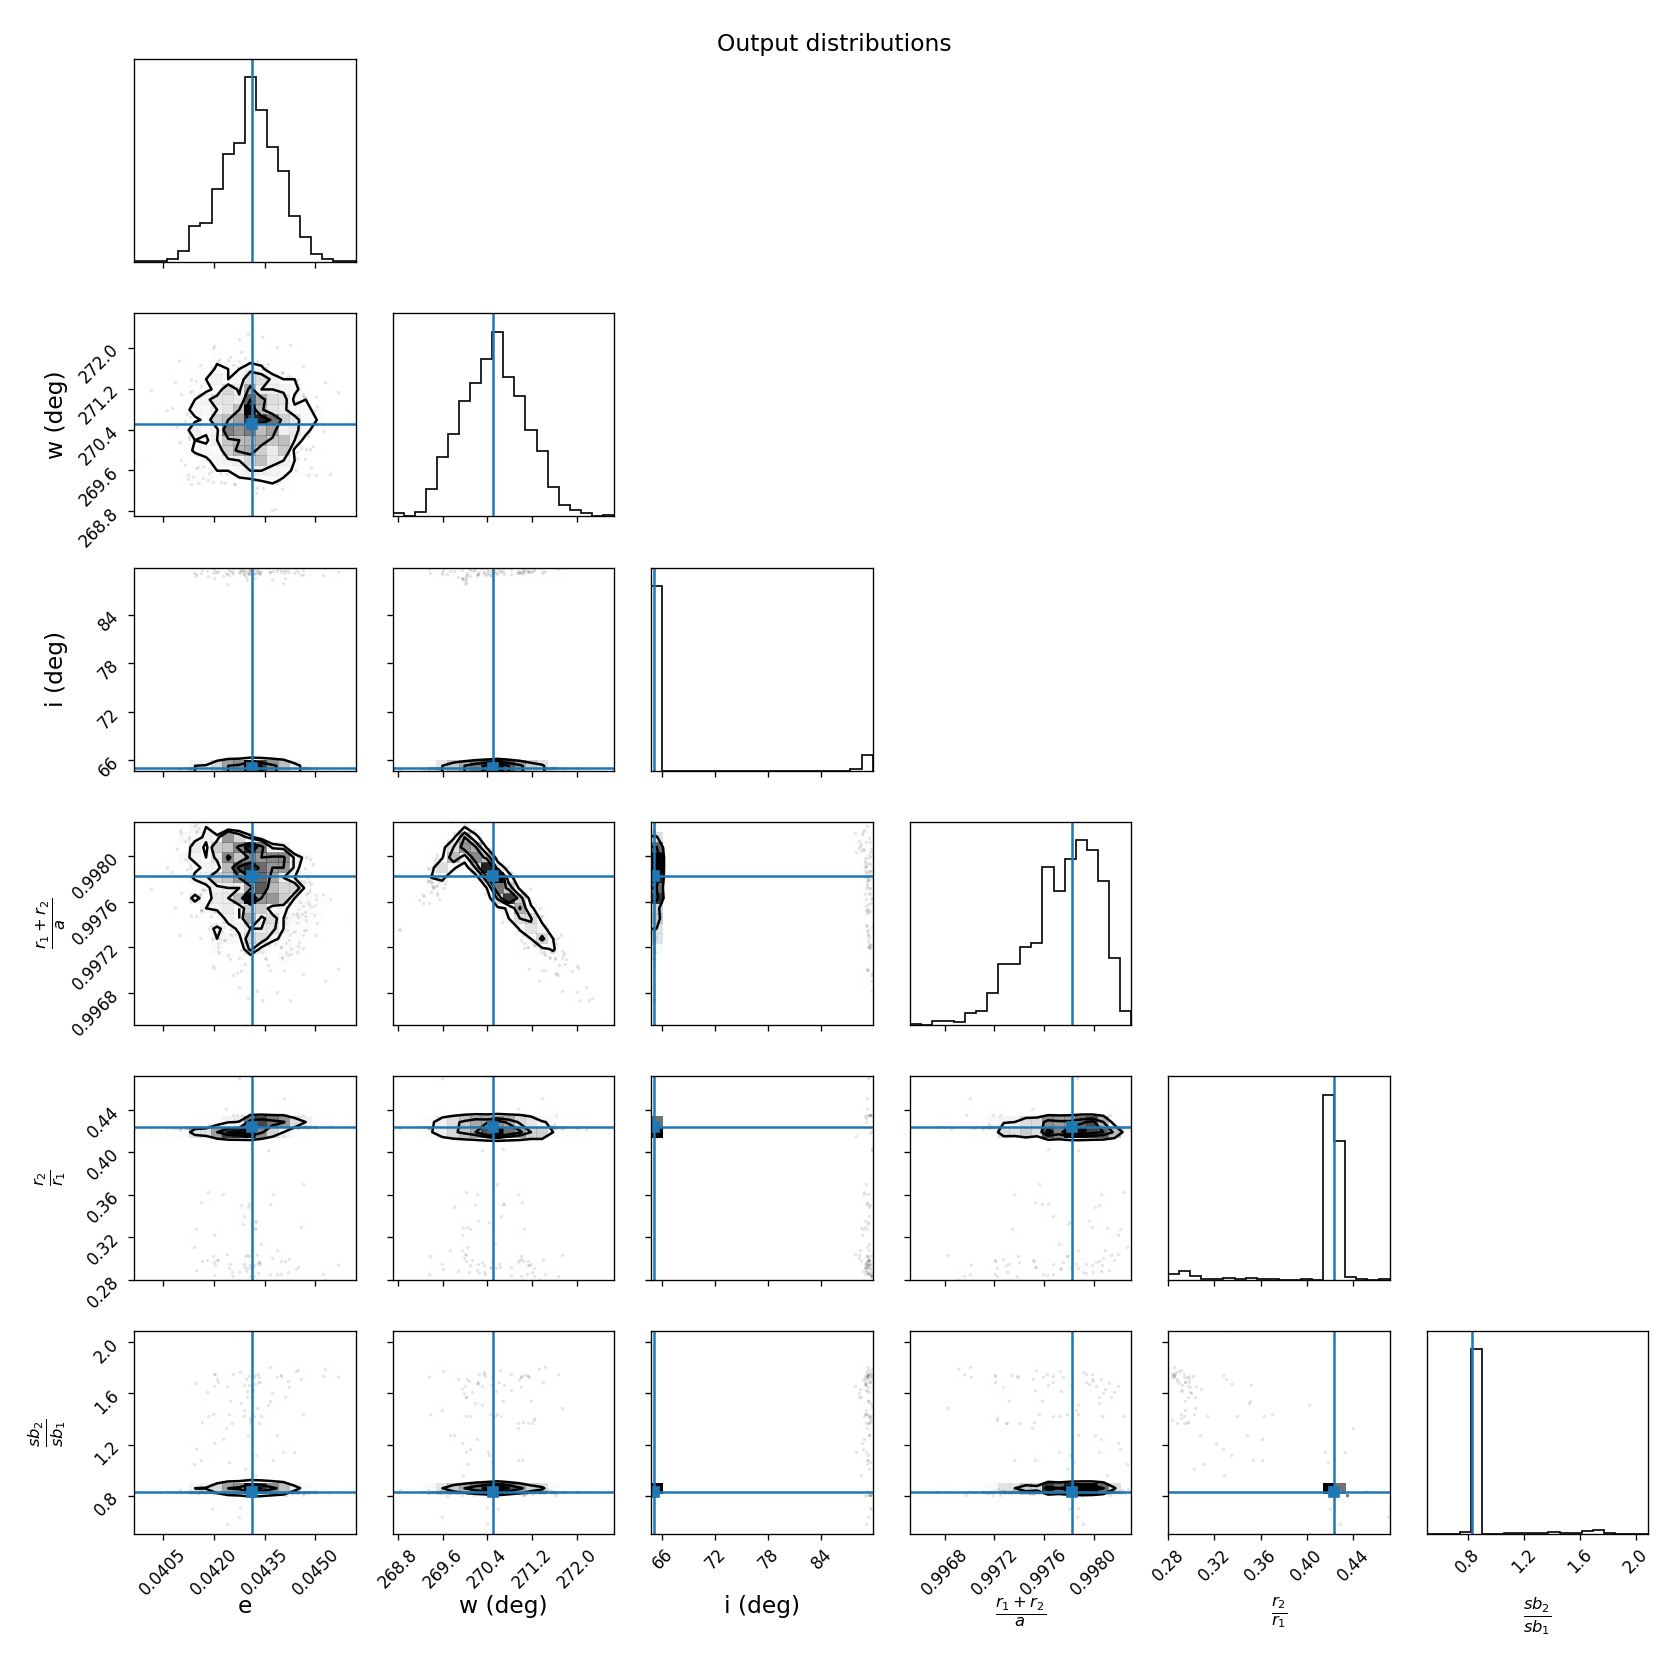 Output distributions
w (deg)
272.0
271.2
270.4
269.6
268.8
i (deg)
84
78
72
66
r₁ + r₂ / a
0.9980
0.9976
0.9972
0.9968
r₂ / r₁
0.44
0.40
0.36
0.32
0.28
sb₂ / sb₁
2.0
1.6
1.2
0.8
0.0405 0.0420 0.0435 0.0450 268.8 269.6 270.4 271.2 272.0 66 72 78 84 0.9968 0.9972 0.9976 0.9980 0.28 0.32 0.36 0.40 0.44 0.8 1.2 1.6 2.0
e w (deg) i (deg) r₁ + r₂ / a r₂ / r₁ sb₂ / sb₁